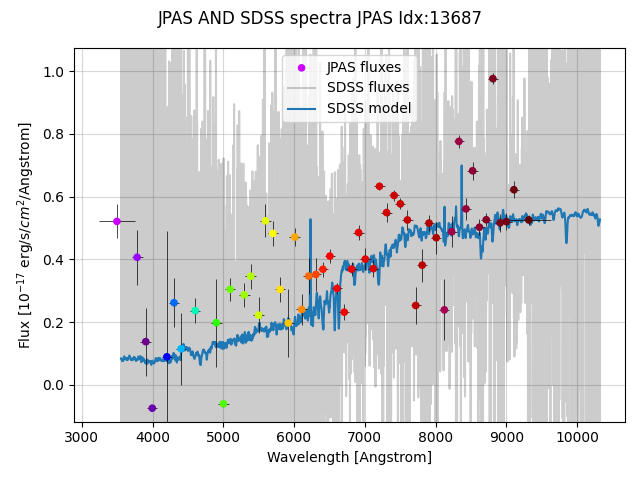 JPAS AND SDSS spectra JPAS Idx:13687
JPAS fluxes
SDSS fluxes
SDSS model
1.0
0.8
0.6
0.4
0.2
0.0
Flux [10⁻¹⁷ erg/s/cm²/Angstrom]
3000 4000 5000 6000 7000 8000 9000 10000
Wavelength [Angstrom]